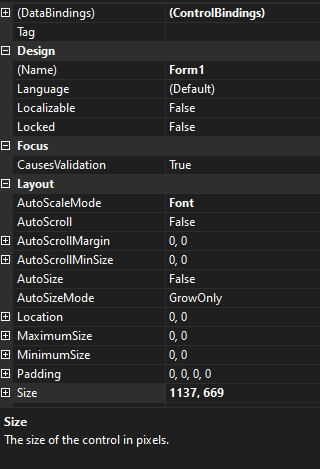 (DataBindings) (ControlBindings)
Tag
Design
(Name) Form1
Language (Default)
Localizable False
Locked False
Focus
CausesValidation True
Layout
AutoScaleMode Font
AutoScroll False
AutoScrollMargin 0, 0
AutoScrollMinSize 0, 0
AutoSize False
AutoSizeMode GrowOnly
Location 0, 0
MaximumSize 0, 0
MinimumSize 0, 0
Padding 0, 0, 0, 0
Size 1137, 669
Size
The size of the control in pixels.